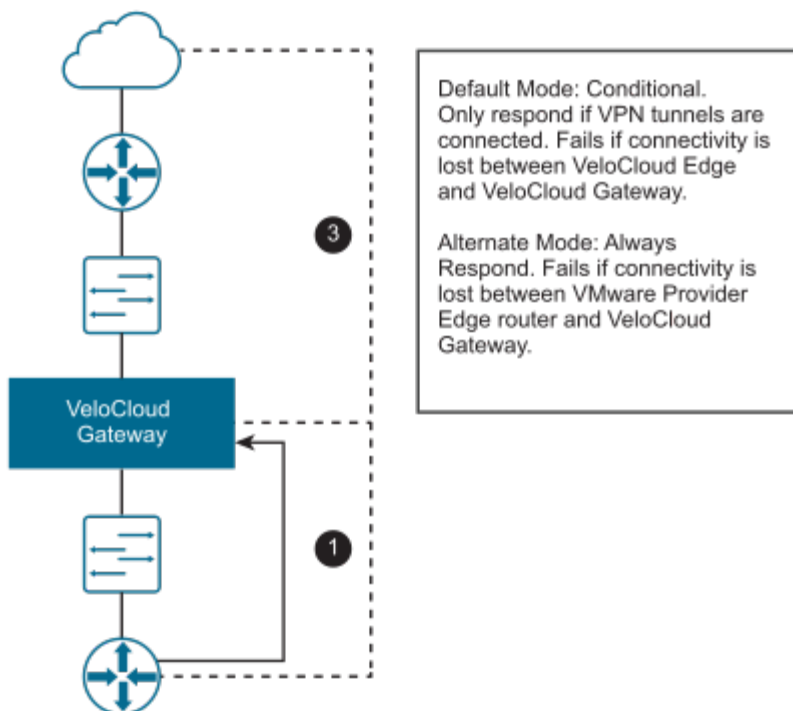 Default Mode: Conditional.
Only respond if VPN tunnels are
connected. Fails if connectivity is
lost between VeloCloud Edge
and VeloCloud Gateway.
Alternate Mode: Always
Respond. Fails if connectivity is
lost between VMware Provider
Edge router and VeloCloud
Gateway.
3
VeloCloud
Gateway
1